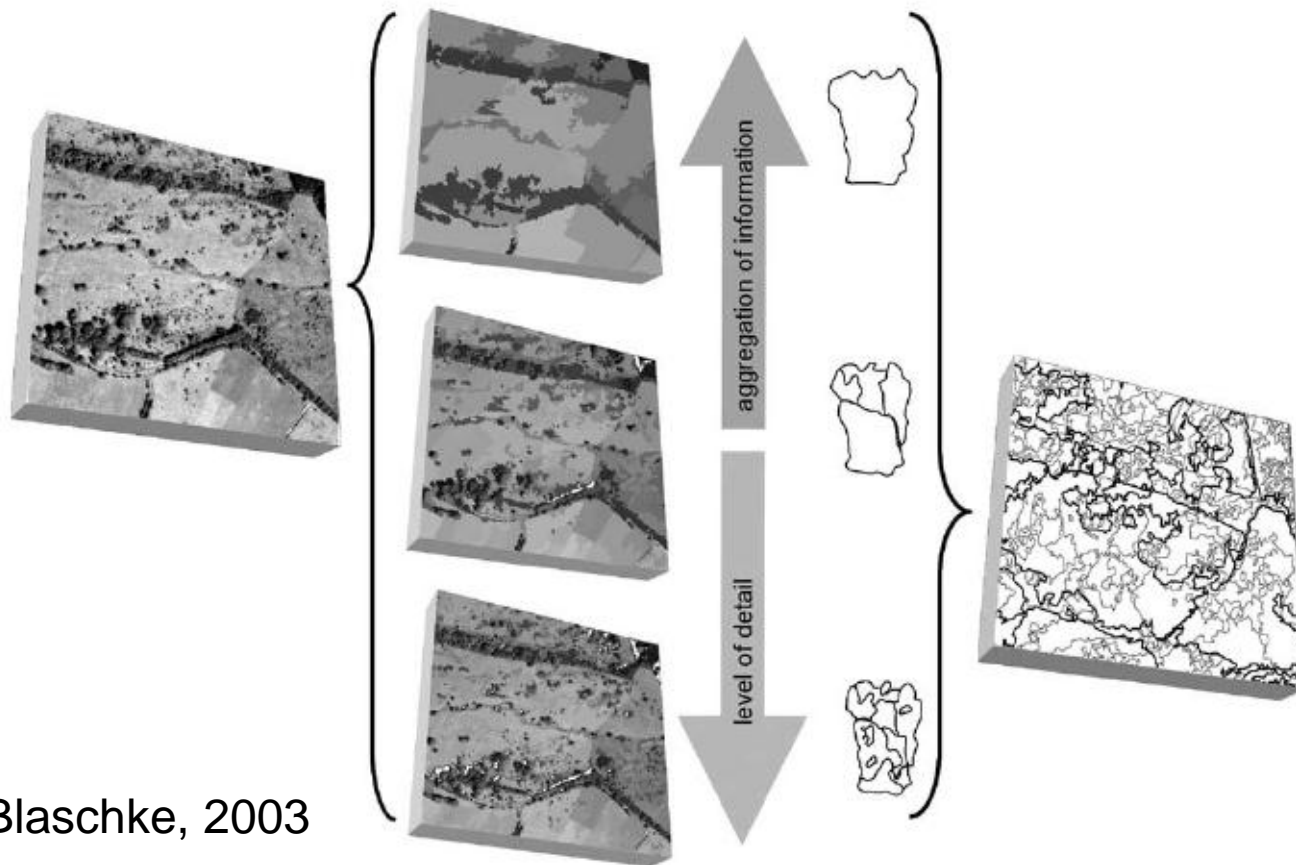 aggregation of information
level of detail
Blaschke, 2003